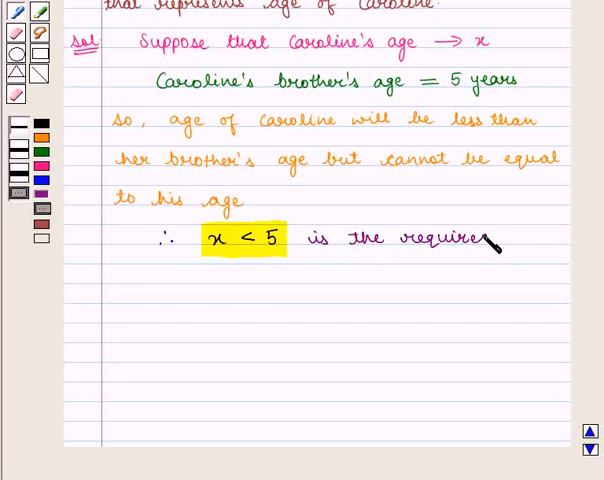 that represents age of Caroline.
Sol Suppose that Caroline's age → x
Caroline's brother's age = 5 years
So, age of Caroline will be less than
her brother's age but cannot be equal
to his age
∴ x < 5 is the require